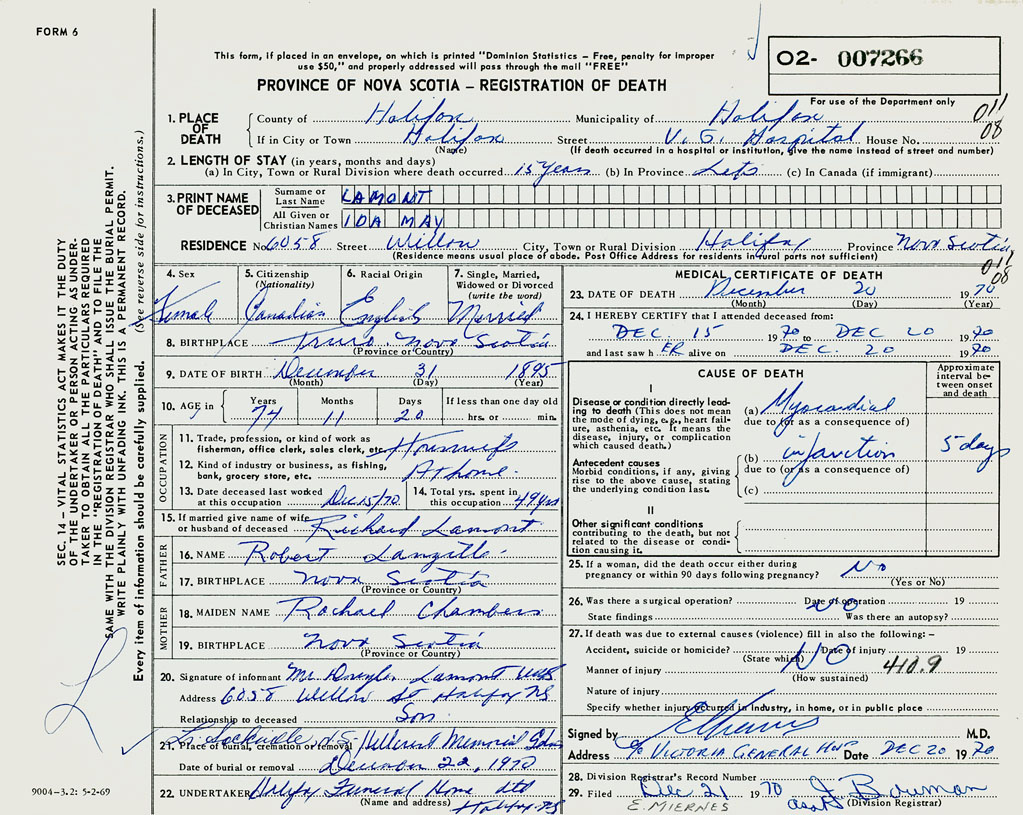 FORM 6
This form, if placed in an envelope, on which is printed "Dominion Statistics – Free, penalty for improper
use $50," and properly addressed will pass through the mail "FREE"
PROVINCE OF NOVA SCOTIA – REGISTRATION OF DEATH
02- 007266
For use of the Department only
011
08
1. PLACE OF DEATH
County of Halifax Municipality of Halifax
If in City or Town Halifax Street V. G. Hospital House No.
(Name) (If death occurred in a hospital or institution, give the name instead of street and number)
2. LENGTH OF STAY (in years, months and days)
(a) In City, Town or Rural Division where death occurred 15 years (b) In Province Life (c) In Canada (if immigrant)
3. PRINT NAME OF DECEASED
Surname or Last Name LAMONT
All Given or Christian Names IDA MAY
RESIDENCE No. 6058 Street Willow City, Town or Rural Division Halifax Province Nova Scotia
(Residence means usual place of abode. Post Office Address for residents in rural parts not sufficient)
011
08
4. Sex
Female
5. Citizenship (Nationality)
Canadian
6. Racial Origin
English
7. Single, Married, Widowed or Divorced (write the word)
Married
8. BIRTHPLACE Truro Nova Scotia
(Province or Country)
9. DATE OF BIRTH December 31 1895
(Month) (Day) (Year)
10. AGE in
Years Months Days If less than one day old
74 11 20 hrs. or min.
OCCUPATION
11. Trade, profession, or kind of work as
fisherman, office clerk, sales clerk, etc. Housewife
12. Kind of industry or business, as fishing,
bank, grocery store, etc. At home
13. Date deceased last worked at this occupation Dec 15/70
14. Total yrs. spent in this occupation 49 yrs
15. If married give name of wife
or husband of deceased Richard Lamont
FATHER
16. NAME Robert Langille
17. BIRTHPLACE Nova Scotia
(Province or Country)
MOTHER
18. MAIDEN NAME Rachael Chambers
19. BIRTHPLACE Nova Scotia
(Province or Country)
20. Signature of informant Mr Douglas Lamont
Address 6058 Willow St Halifax NS
Relationship to deceased Son
L. Sackville N.S.
21. Place of burial, cremation or removal Hillcrest Memorial Gdns
Date of burial or removal December 22, 1970
22. UNDERTAKER Halifax Funeral Home Ltd
(Name and address) Halifax NS
MEDICAL CERTIFICATE OF DEATH
23. DATE OF DEATH December 20 1970
(Month) (Day) (Year)
24. I HEREBY CERTIFY that I attended deceased from:
DEC. 15 1970 to DEC 20 1970
and last saw h ER alive on DEC. 20 1970
CAUSE OF DEATH
Approximate interval between onset and death
I
Disease or condition directly leading to death (This does not mean the mode of dying, e.g., heart failure, asthenia, etc. It means the disease, injury, or complication which caused death.)
(a) Myocardial
due to (or as a consequence of)
Antecedent causes
Morbid conditions, if any, giving rise to the above cause, stating the underlying condition last.
(b) infarction 5 days
due to (or as a consequence of)
(c)
II
Other significant conditions
contributing to the death, but not related to the disease or condition causing it.
25. If a woman, did the death occur either during
pregnancy or within 90 days following pregnancy? No
(Yes or No)
26. Was there a surgical operation? Date of operation 19
NO
State findings Was there an autopsy?
27. If death was due to external causes (violence) fill in also the following: –
Accident, suicide or homicide? Date of injury 19
(State which) NO
Manner of injury (How sustained) 410.9
Nature of injury
Specify whether injury occurred in industry, in home, or in public place
Signed by M.D.
Address c/o VICTORIA GENERAL HOSP Date DEC 20 1970
28. Division Registrar's Record Number
29. Filed Dec 21 1970 J. Bowman
E. MIERNES (Division Registrar)
SEC. 14 – VITAL STATISTICS ACT MAKES IT THE DUTY
OF THE UNDERTAKER OR PERSON ACTING AS UNDER-
TAKER TO OBTAIN ALL THE PARTICULARS REQUIRED
IN THE "REGISTRATION OF DEATH" AND TO FILE THE
SAME WITH THE DIVISION REGISTRAR WHO SHALL ISSUE THE BURIAL PERMIT.
WRITE PLAINLY WITH UNFADING INK. THIS IS A PERMANENT RECORD.
Every item of information should be carefully supplied. (See reverse side for instructions.)
9004-3.2: 5-2-69